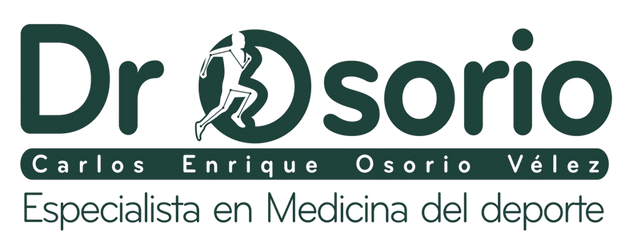 Dr Osorio
Carlos Enrique Osorio Vélez
Especialista en Medicina del deporte